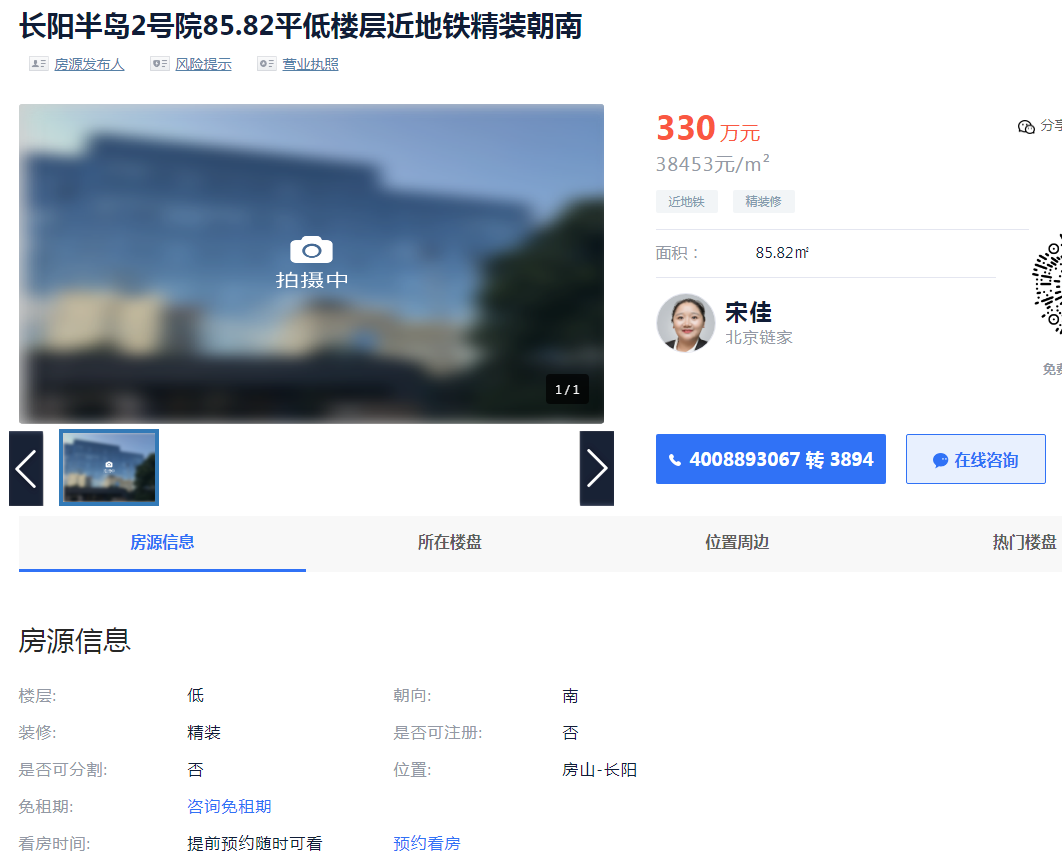 长阳半岛2号院85.82平低楼层近地铁精装朝南
房源发布人 风险提示 营业执照
拍摄中
1/1
330万元
分享
38453元/m²
近地铁 精装修
面积： 85.82㎡
宋佳
北京链家
免费
4008893067 转 3894 在线咨询
房源信息 所在楼盘 位置周边 热门楼盘
房源信息
楼层: 低 朝向: 南
装修: 精装 是否可注册: 否
是否可分割: 否 位置: 房山-长阳
免租期: 咨询免租期
看房时间: 提前预约随时可看 预约看房